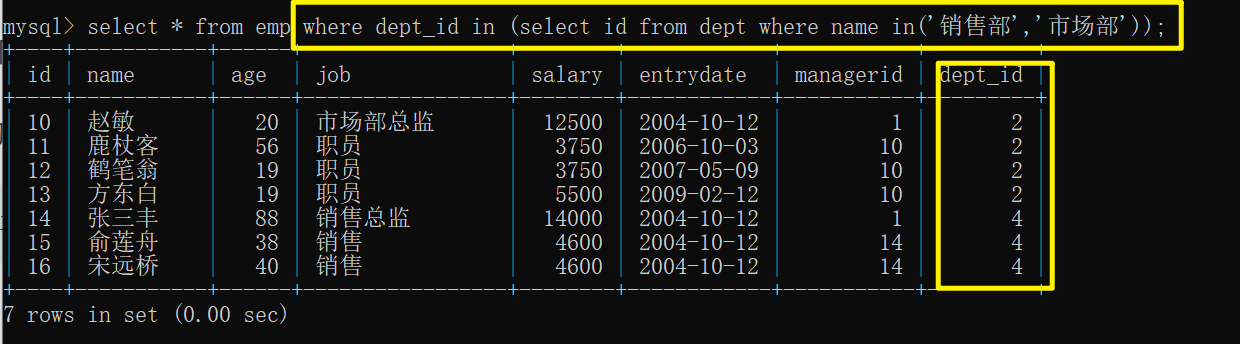 mysql> select * from emp where dept_id in (select id from dept where name in('销售部','市场部'));
| id | name | age | job | salary | entrydate | managerid | dept_id |
| 10 | 赵敏 | 20 | 市场部总监 | 12500 | 2004-10-12 | 1 | 2 |
| 11 | 鹿杖客 | 56 | 职员 | 3750 | 2006-10-03 | 10 | 2 |
| 12 | 鹤笔翁 | 19 | 职员 | 3750 | 2007-05-09 | 10 | 2 |
| 13 | 方东白 | 19 | 职员 | 5500 | 2009-02-12 | 10 | 2 |
| 14 | 张三丰 | 88 | 销售总监 | 14000 | 2004-10-12 | 1 | 4 |
| 15 | 俞莲舟 | 38 | 销售 | 4600 | 2004-10-12 | 14 | 4 |
| 16 | 宋远桥 | 40 | 销售 | 4600 | 2004-10-12 | 14 | 4 |
7 rows in set (0.00 sec)